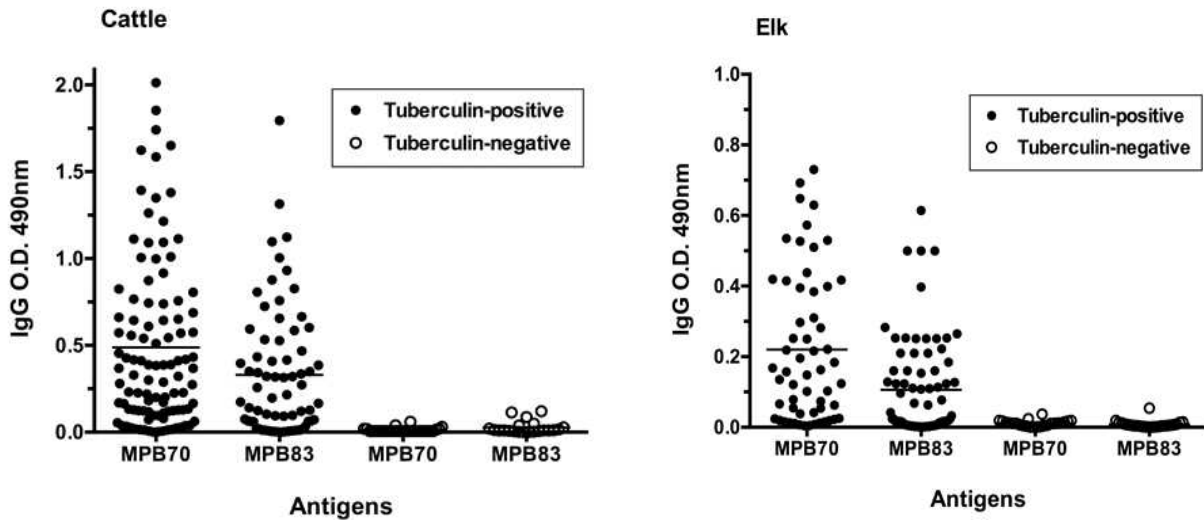 Cattle
2.0
1.5
1.0
0.5
0.0
IgG O.D. 490nm
Tuberculin-positive
Tuberculin-negative
MPB70 MPB83 MPB70 MPB83
Antigens
Elk
1.0
0.8
0.6
0.4
0.2
0.0
IgG O.D. 490nm
Tuberculin-positive
Tuberculin-negative
MPB70 MPB83 MPB70 MPB83
Antigens